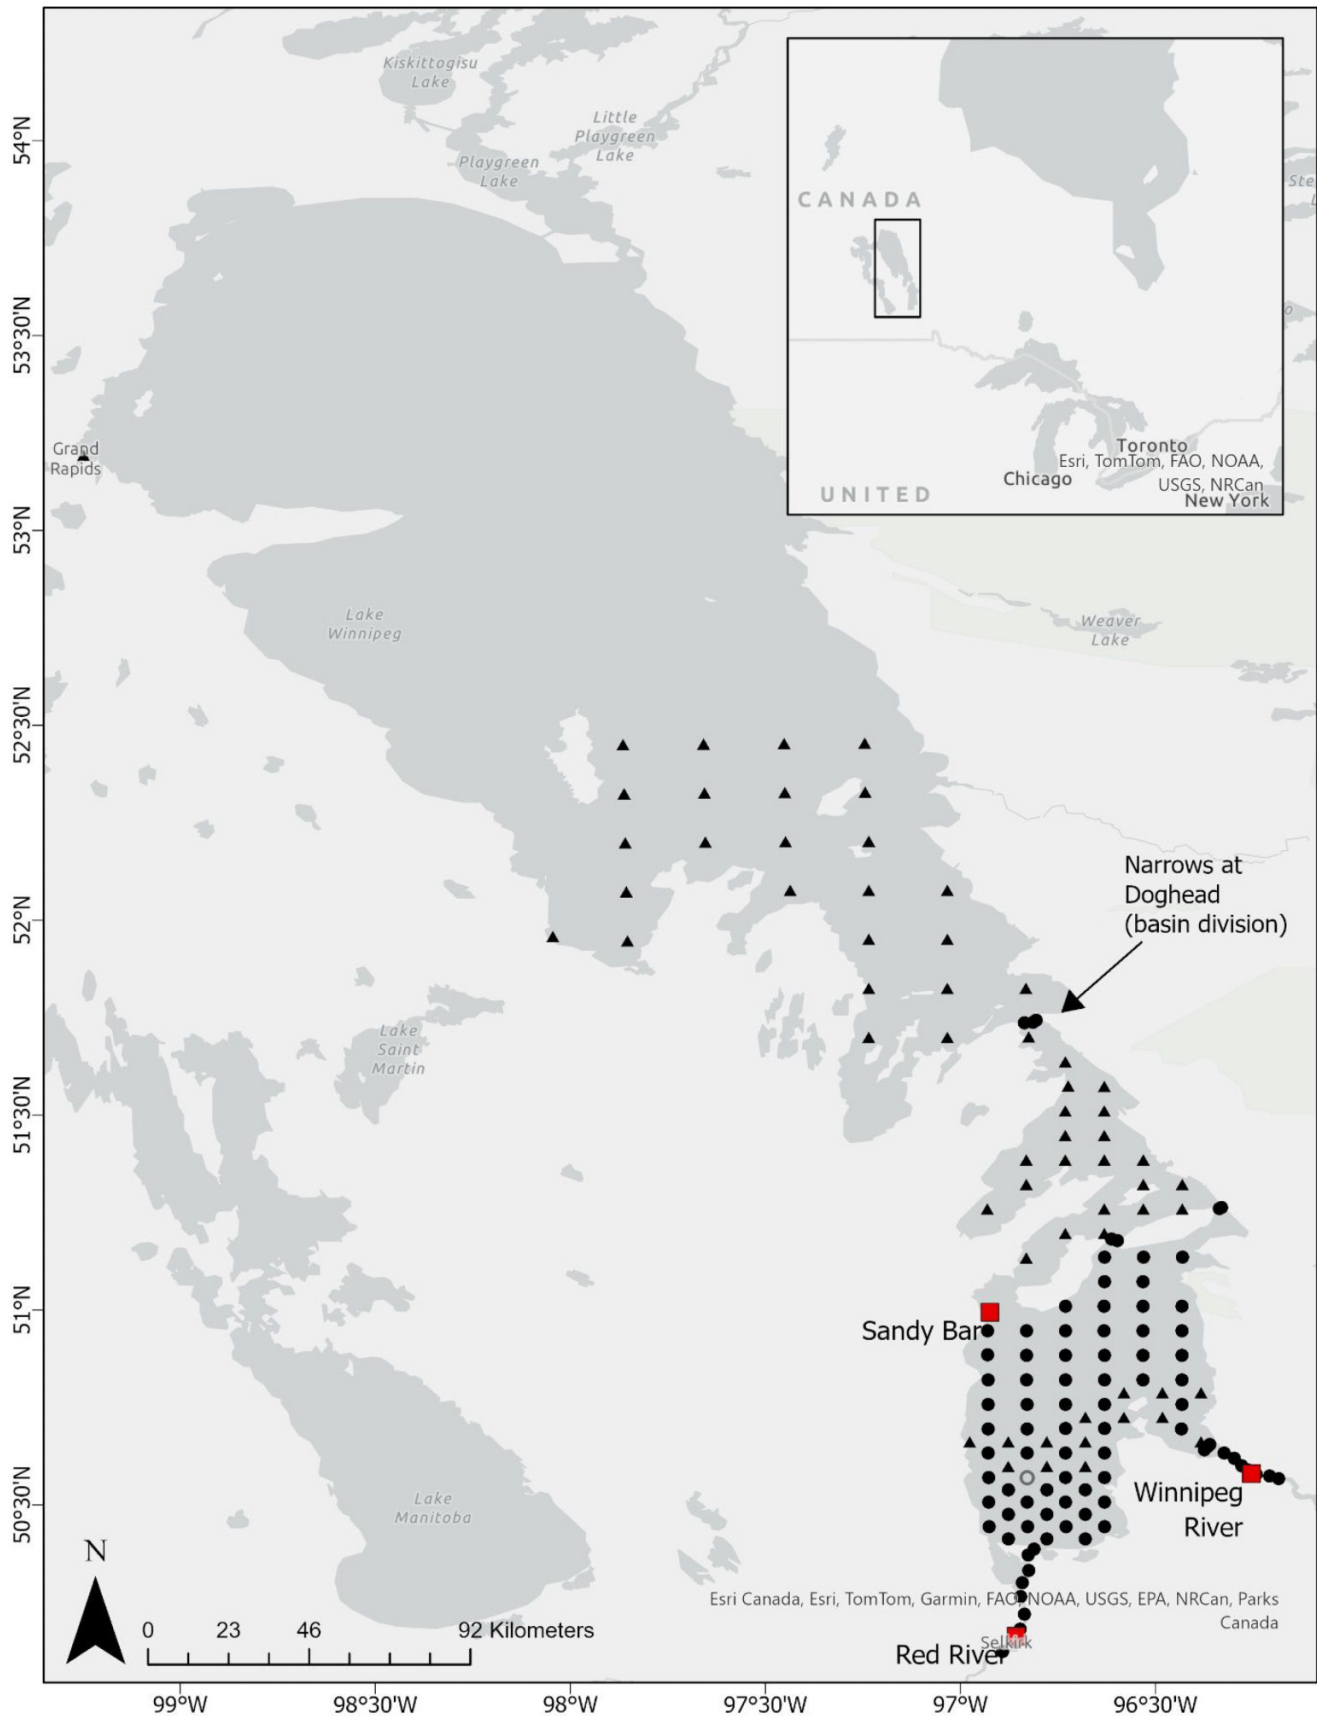 Kiskittogisu
Lake
Little
Playgreen
Lake
Playgreen
Lake
Ste
L
CANADA
Toronto
Esri, TomTom, FAO, NOAA,
Chicago
USGS, NRCan
UNITED
New York
54°N
53°30'N
53°N
52°30'N
52°N
51°30'N
51°N
50°30'N
Grand
Rapids
Lake
Winnipeg
Weaver
Lake
Narrows at
Doghead
(basin division)
Lake
Saint
Martin
Sandy Bar
Winnipeg
River
Lake
Manitoba
N
Esri Canada, Esri, TomTom, Garmin, FAO, NOAA, USGS, EPA, NRCan, Parks
Canada
0 23 46 92 Kilometers
Selkirk
Red River
99°W 98°30'W 98°W 97°30'W 97°W 96°30'W